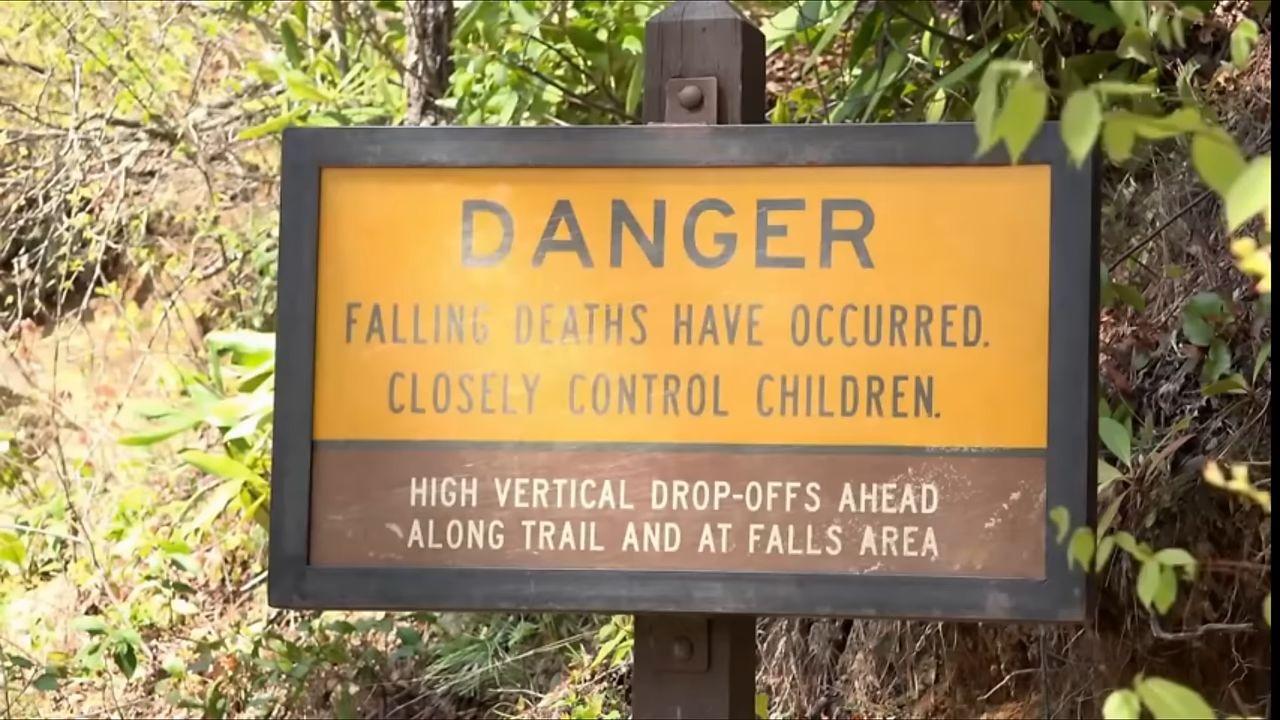 DANGER
FALLING DEATHS HAVE OCCURRED.
CLOSELY CONTROL CHILDREN.
HIGH VERTICAL DROP-OFFS AHEAD
ALONG TRAIL AND AT FALLS AREA